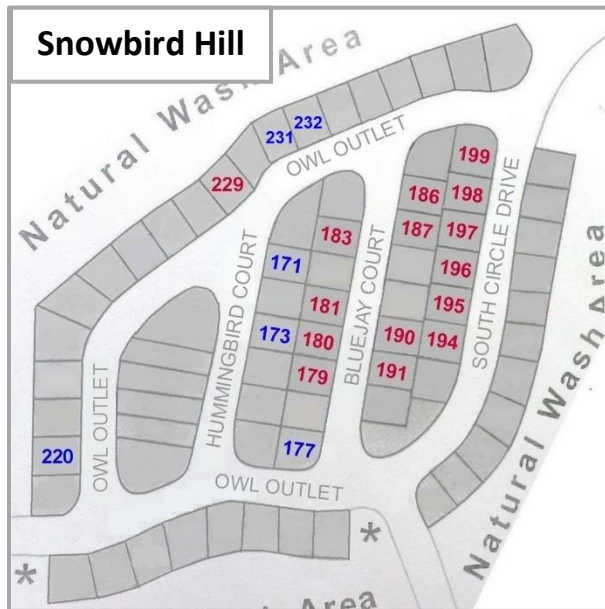 Snowbird Hill
Natural Wash Area
232
231
OWL OUTLET
229
199
186
198
187
197
183
171
196
181
195
173
180
190
194
179
191
177
220
HUMMINGBIRD COURT
BLUEJAY COURT
SOUTH CIRCLE DRIVE
OWL OUTLET
OWL OUTLET
Natural Wash Area
*
*
Area